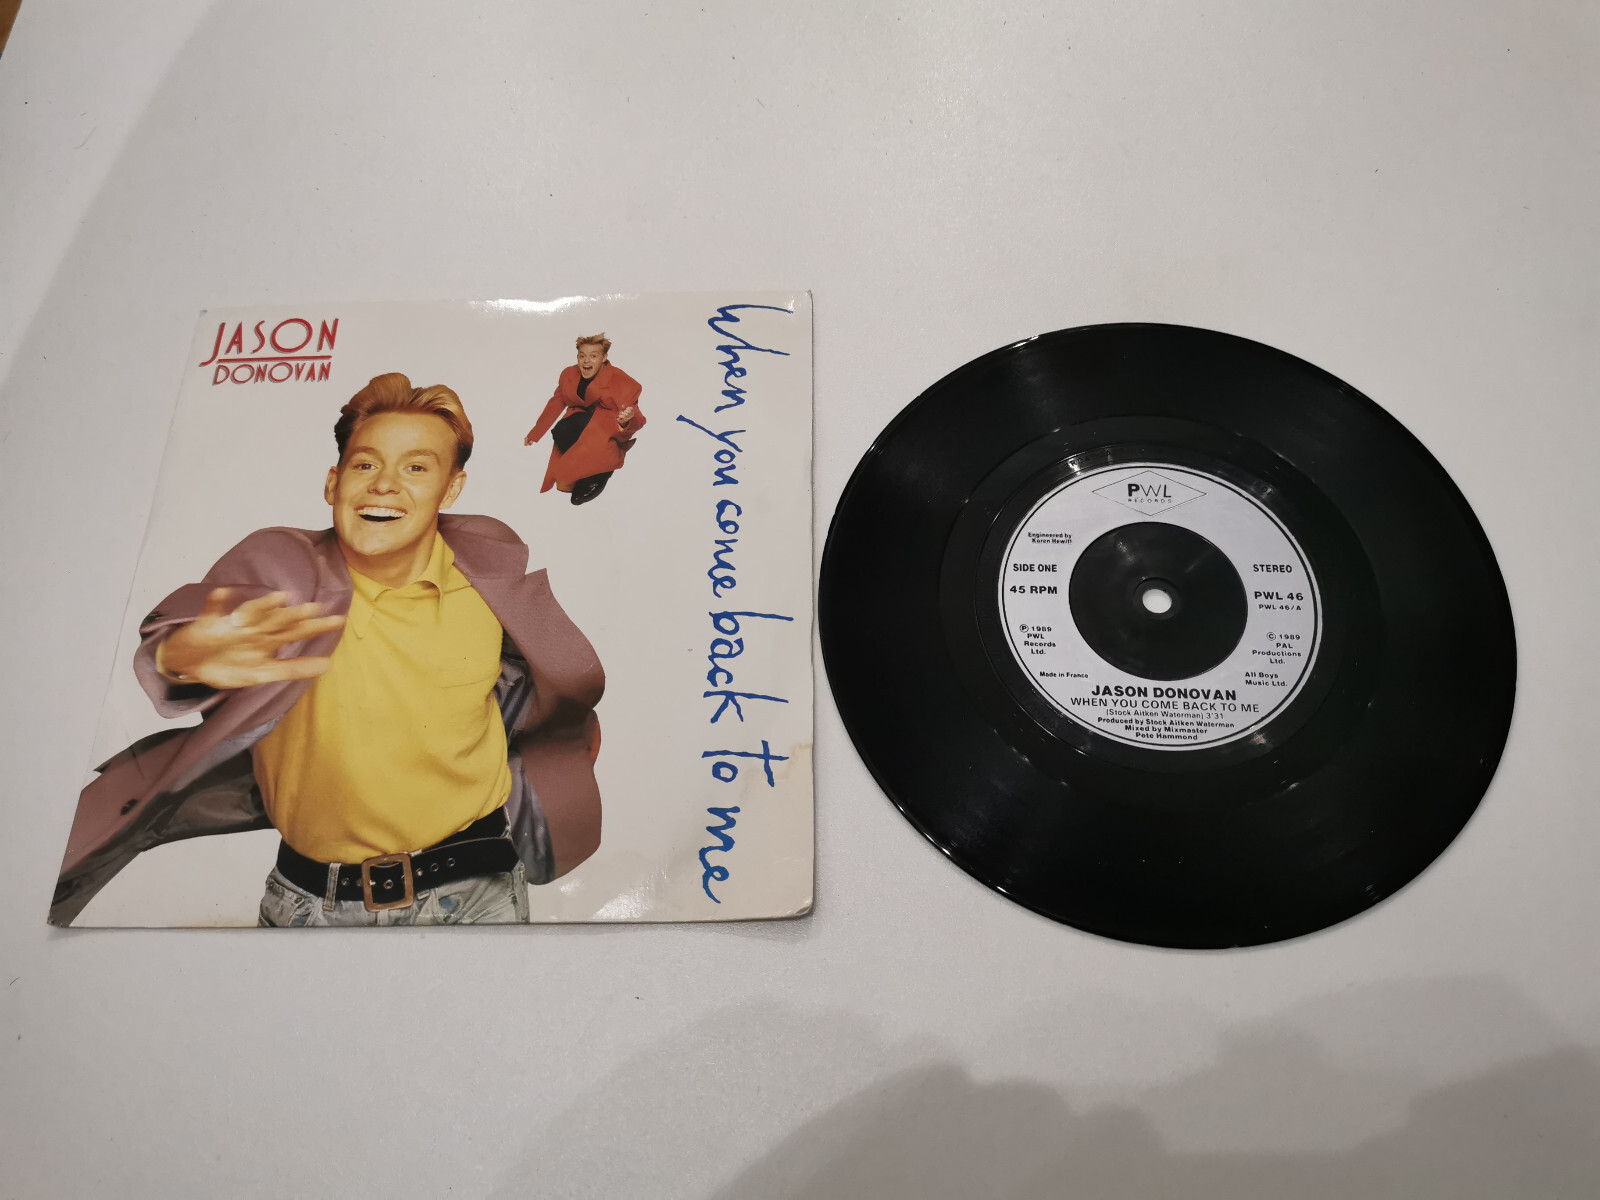 JASON
DONOVAN
When you come back to me
PWL
RECORDS
Engineered by
Karen Hewitt
SIDE ONE
45 RPM
STEREO
PWL 46
PWL 46/A
℗ 1989
PWL
Records
Ltd.
© 1989
PAL
Productions
Ltd.
Made in France
All Boys
Music Ltd.
JASON DONOVAN
WHEN YOU COME BACK TO ME
(Stock Aitken Waterman) 3'31
Produced by Stock Aitken Waterman
Mixed by Mixmaster
Pete Hammond